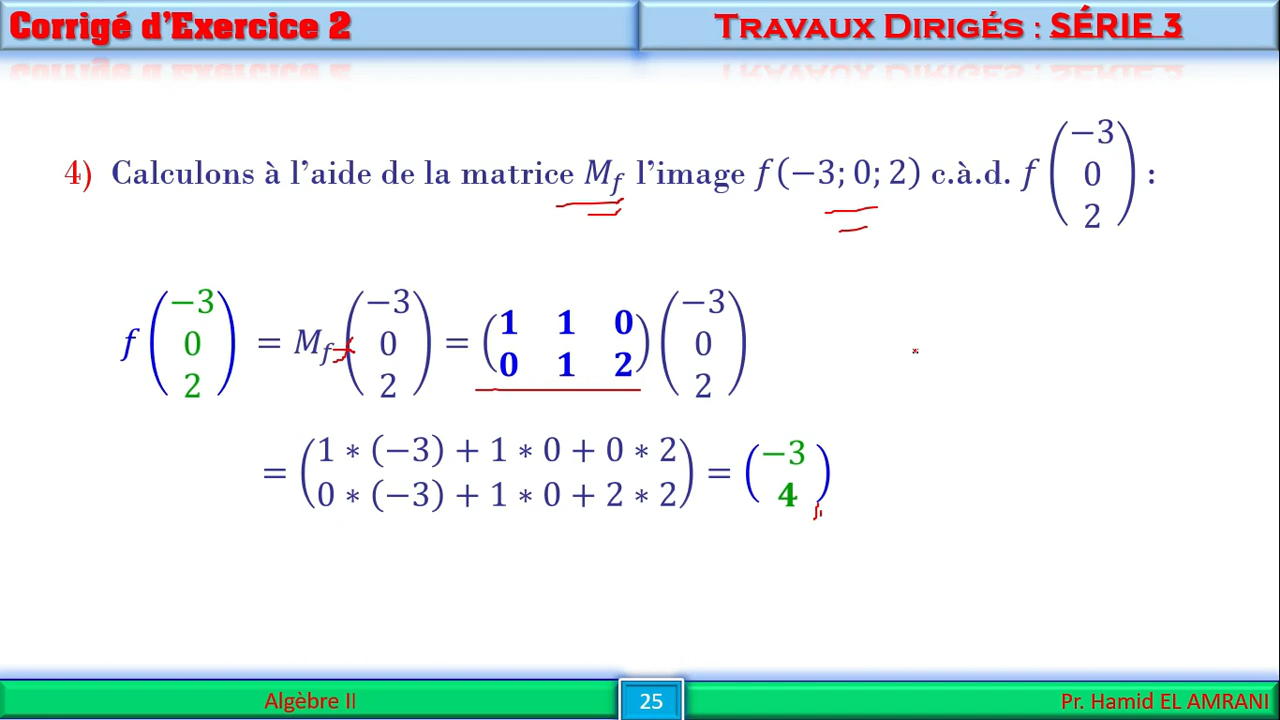 Corrigé d'Exercice 2
TRAVAUX DIRIGÉS : SÉRIE 3
4) Calculons à l'aide de la matrice M_f l'image f(−3; 0; 2) c.à.d. f (−3 0 2) :
f (−3 0 2) = M_f (−3 0 2) = (1 1 0
0 1 2) (−3 0 2)
= (1 ∗ (−3) + 1 ∗ 0 + 0 ∗ 2
0 ∗ (−3) + 1 ∗ 0 + 2 ∗ 2) = (−3 4)
Algèbre II
25
Pr. Hamid EL AMRANI